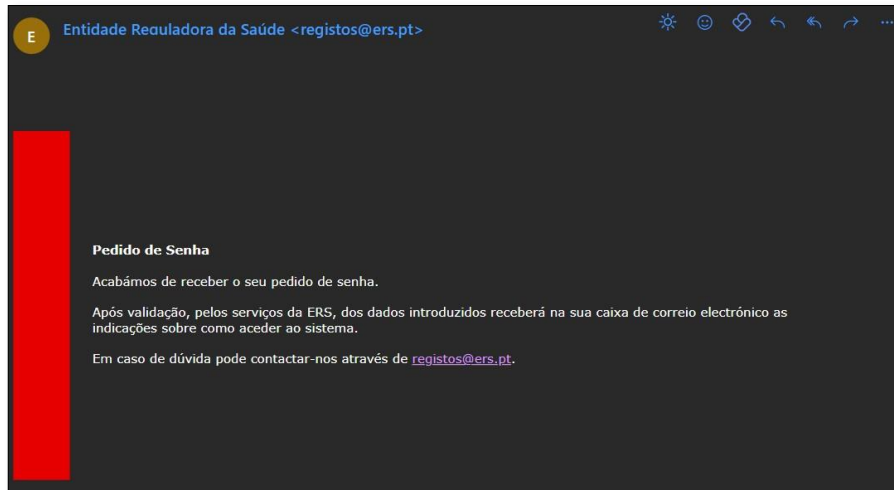 E
Entidade Reguladora da Saúde <registos@ers.pt>
Pedido de Senha
Acabámos de receber o seu pedido de senha.
Após validação, pelos serviços da ERS, dos dados introduzidos receberá na sua caixa de correio electrónico as
indicações sobre como aceder ao sistema.
Em caso de dúvida pode contactar-nos através de registos@ers.pt.